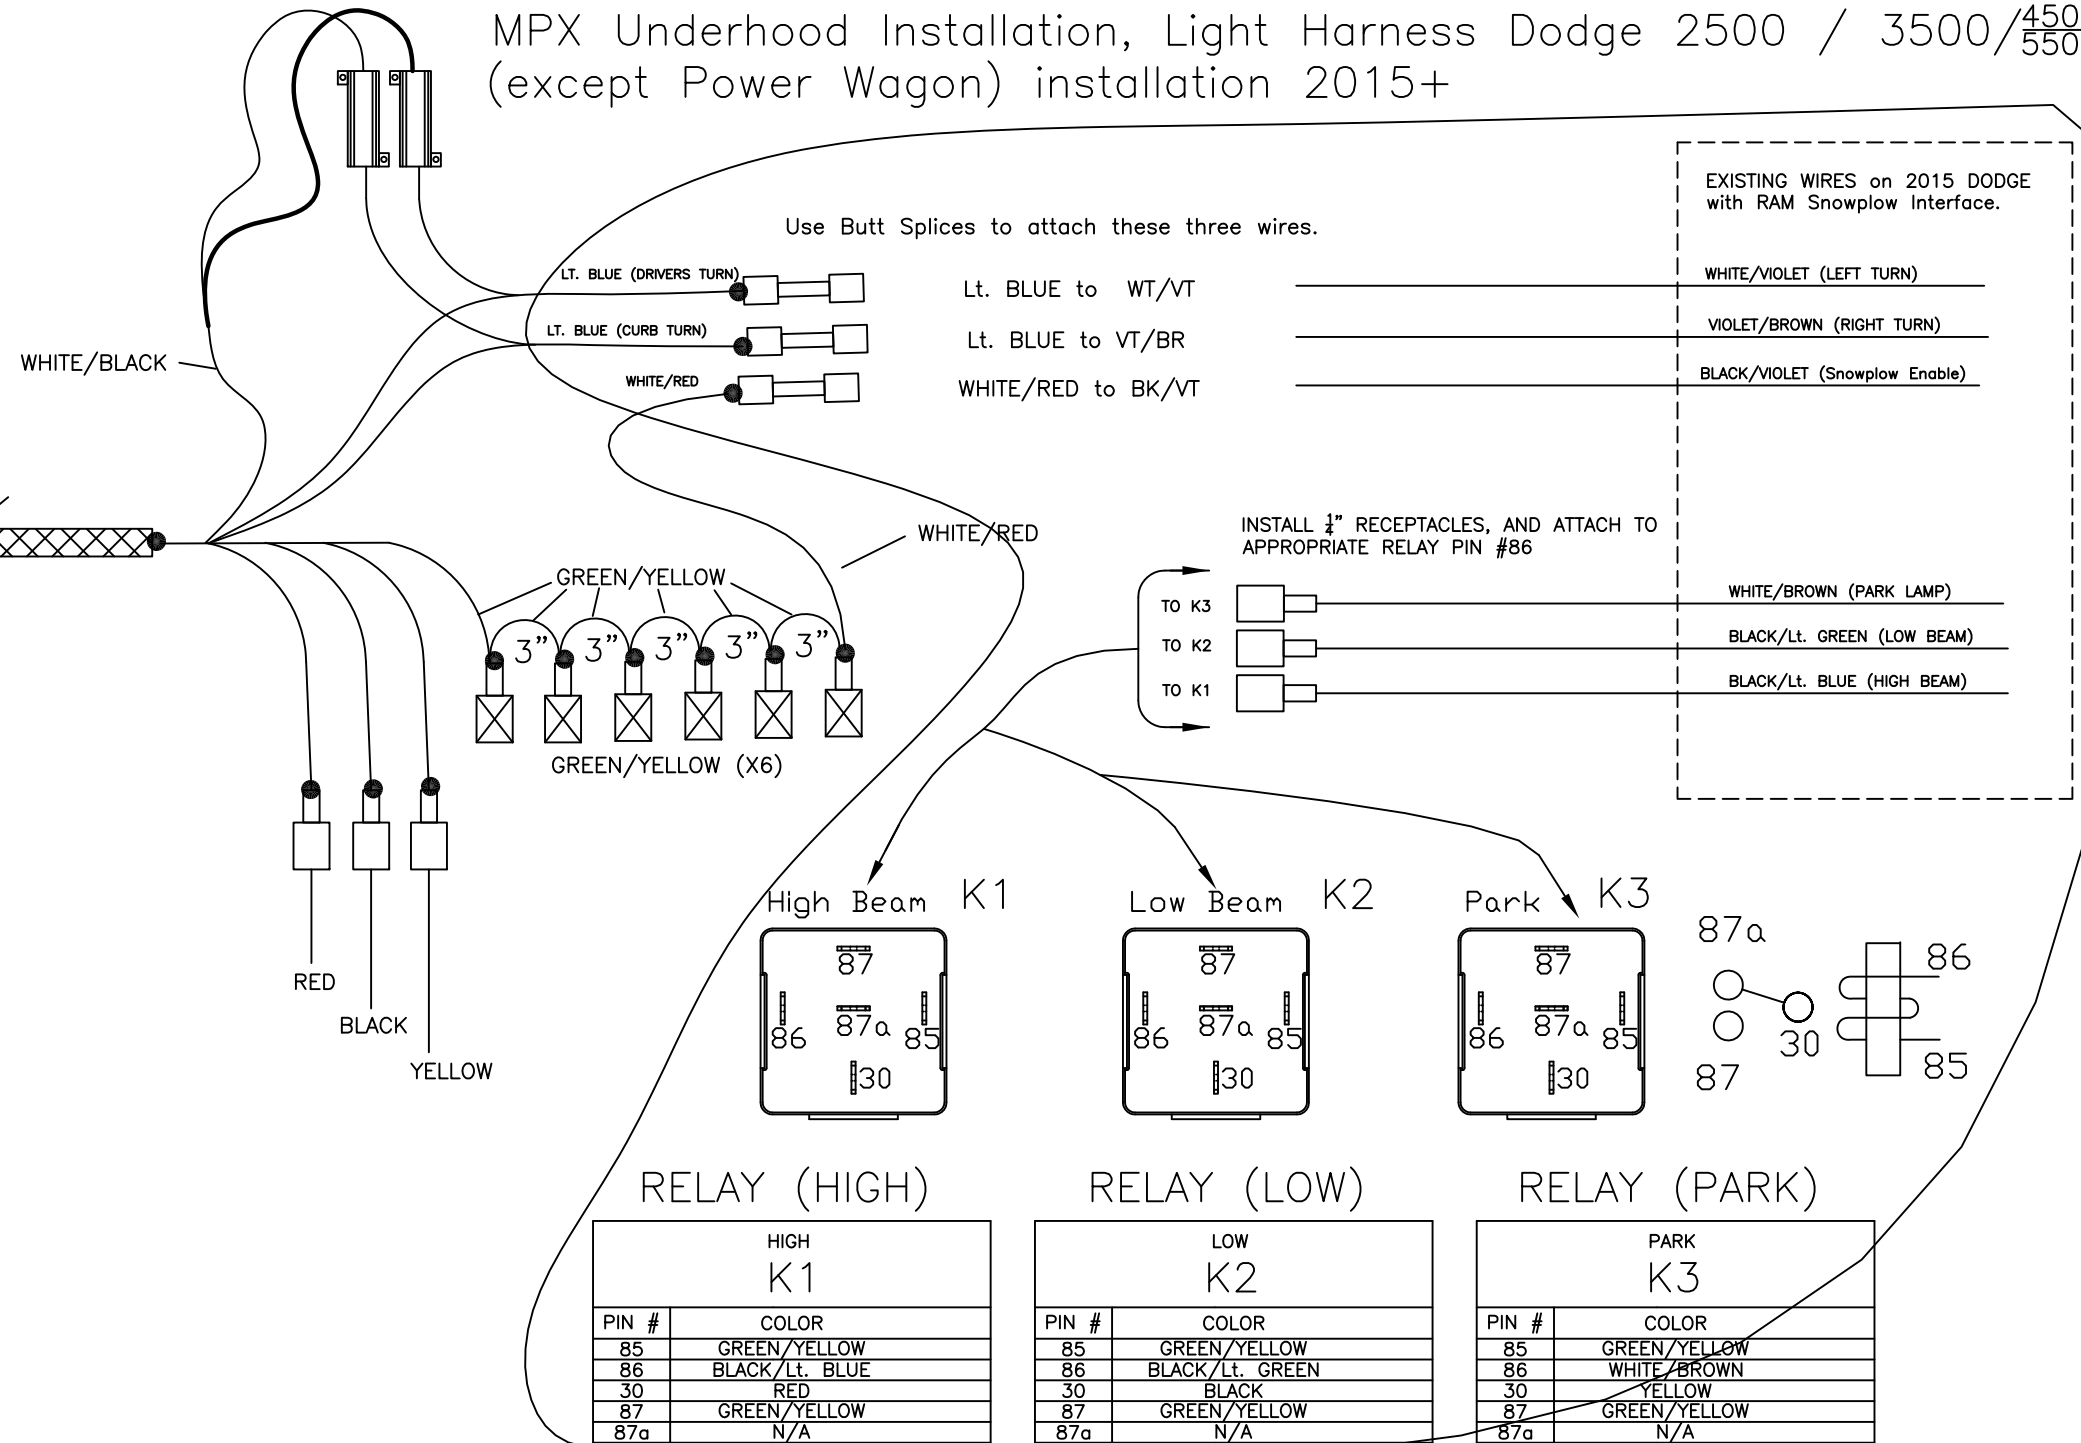 MPX Underhood Installation, Light Harness Dodge 2500 / 3500/450
550
(except Power Wagon) installation 2015+
EXISTING WIRES on 2015 DODGE
with RAM Snowplow Interface.
Use Butt Splices to attach these three wires.
LT. BLUE (DRIVERS TURN)
Lt. BLUE to WT/VT
WHITE/VIOLET (LEFT TURN)
LT. BLUE (CURB TURN)
Lt. BLUE to VT/BR
VIOLET/BROWN (RIGHT TURN)
WHITE/BLACK
WHITE/RED
WHITE/RED to BK/VT
BLACK/VIOLET (Snowplow Enable)
WHITE/RED
INSTALL 1/4" RECEPTACLES, AND ATTACH TO
APPROPRIATE RELAY PIN #86
GREEN/YELLOW
3" 3" 3" 3" 3"
GREEN/YELLOW (X6)
TO K3
WHITE/BROWN (PARK LAMP)
TO K2
BLACK/Lt. GREEN (LOW BEAM)
TO K1
BLACK/Lt. BLUE (HIGH BEAM)
RED
BLACK
YELLOW
High Beam K1
87
86 87a 85
30
Low Beam K2
87
86 87a 85
30
Park K3
87
86 87a 85
30
87a
86
30
87
85
RELAY (HIGH)
HIGH
K1
PIN # COLOR
85 GREEN/YELLOW
86 BLACK/Lt. BLUE
30 RED
87 GREEN/YELLOW
87a N/A
RELAY (LOW)
LOW
K2
PIN # COLOR
85 GREEN/YELLOW
86 BLACK/Lt. GREEN
30 BLACK
87 GREEN/YELLOW
87a N/A
RELAY (PARK)
PARK
K3
PIN # COLOR
85 GREEN/YELLOW
86 WHITE/BROWN
30 YELLOW
87 GREEN/YELLOW
87a N/A